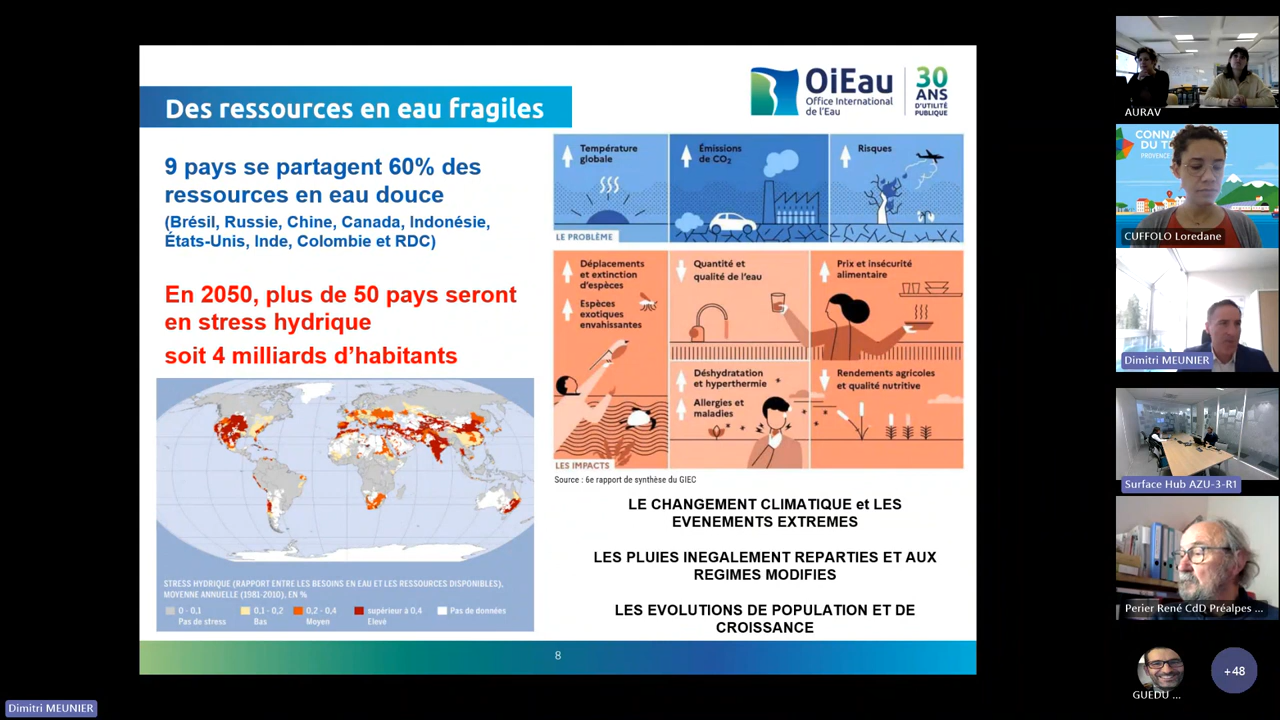 Des ressources en eau fragiles
OiEau
Office International
de l'Eau
30
ANS
D'UTILITÉ
PUBLIQUE
9 pays se partagent 60% des
ressources en eau douce
(Brésil, Russie, Chine, Canada, Indonésie,
États-Unis, Inde, Colombie et RDC)
En 2050, plus de 50 pays seront
en stress hydrique
soit 4 milliards d'habitants
STRESS HYDRIQUE (RAPPORT ENTRE LES BESOINS EN EAU ET LES RESSOURCES DISPONIBLES),
MOYENNE ANNUELLE (1981-2010), EN %
0 - 0,1
Pas de stress
0,1 - 0,2
Bas
0,2 - 0,4
Moyen
supérieur à 0,4
Elevé
Pas de données
Température
globale
Émissions
de CO2
Risques
LE PROBLÈME
Déplacements
et extinction
d'espèces
Espèces
exotiques
envahissantes
Quantité et
qualité de l'eau
Prix et insécurité
alimentaire
Déshydratation
et hyperthermie
Allergies et
maladies
Rendements agricoles
et qualité nutritive
LES IMPACTS
Source : 6e rapport de synthèse du GIEC
LE CHANGEMENT CLIMATIQUE et LES
EVENEMENTS EXTREMES
LES PLUIES INEGALEMENT REPARTIES ET AUX
REGIMES MODIFIES
LES EVOLUTIONS DE POPULATION ET DE
CROISSANCE
8
Dimitri MEUNIER
AURAV
CUFFOLO Loredane
Dimitri MEUNIER
Surface Hub AZU-3-R1
Perier René CdD Préalpes ...
GUEDU ...
+48